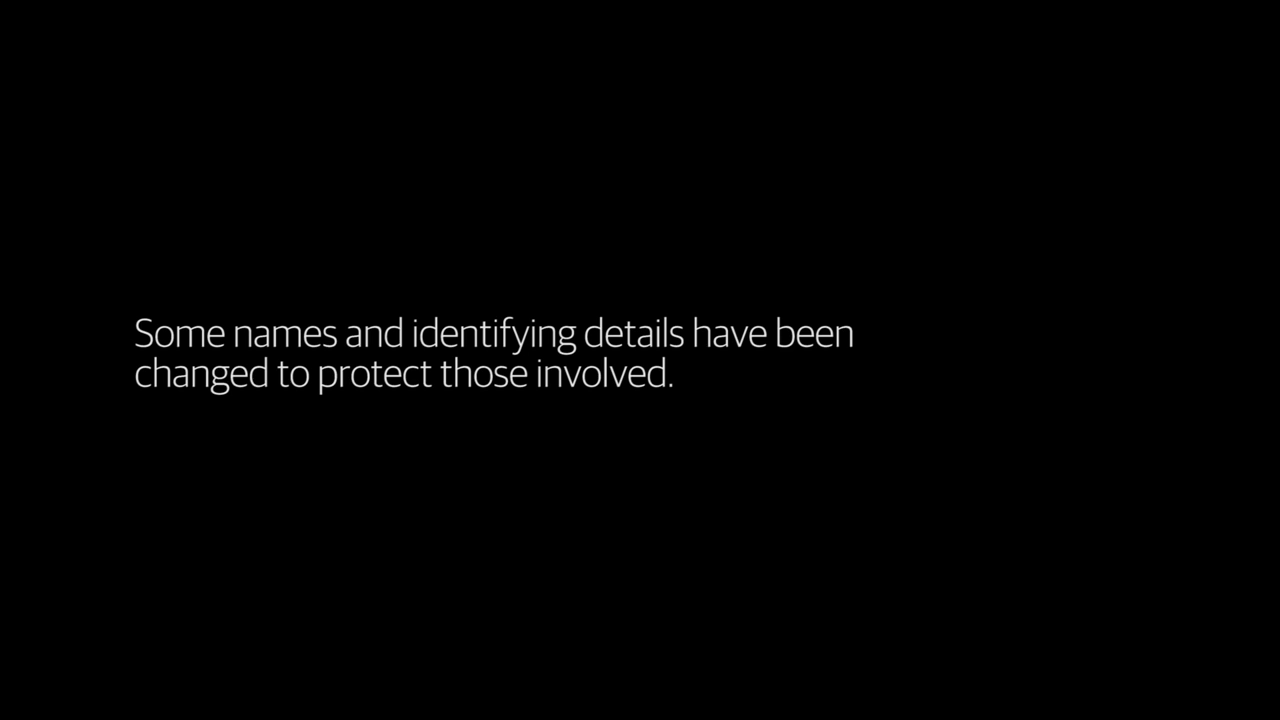 Some names and identifying details have been
changed to protect those involved.